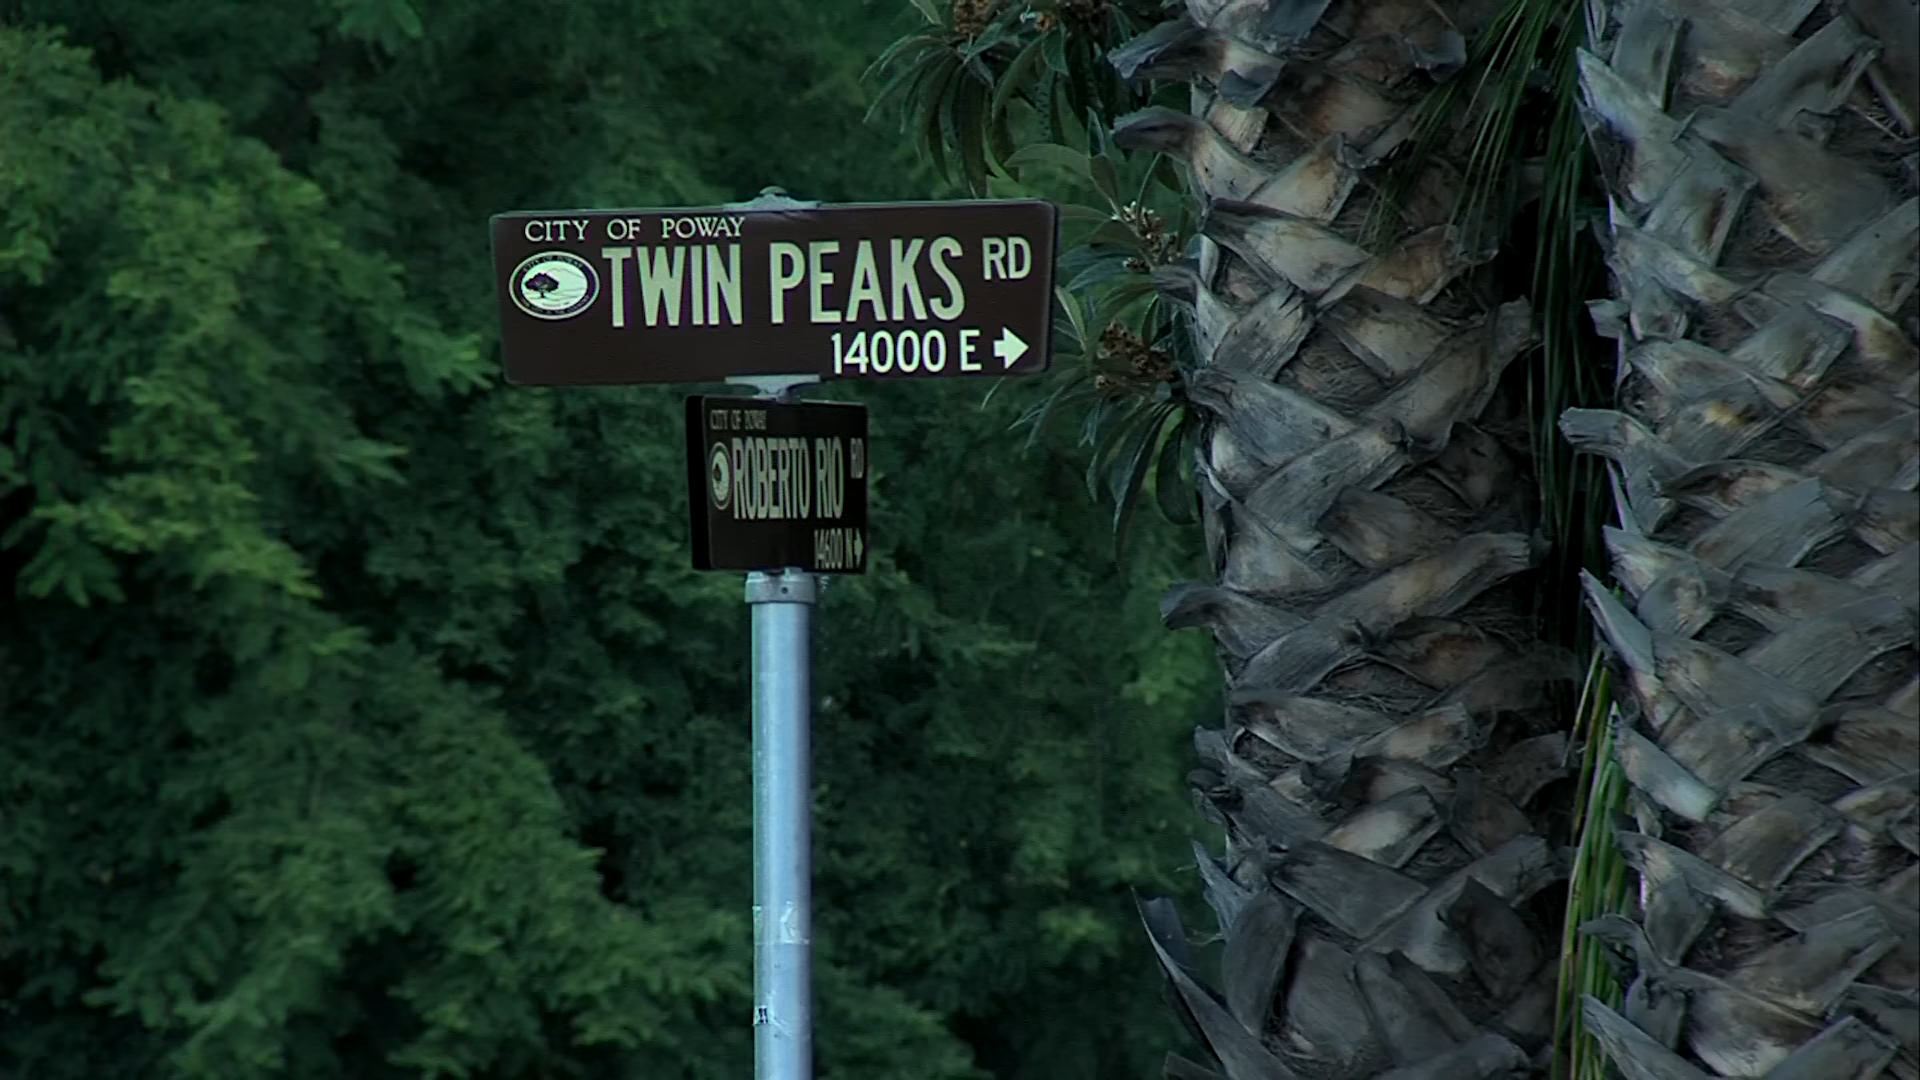 CITY OF POWAY
TWIN PEAKS RD
14000 E
CITY OF POWAY
ROBERTO RIO RD
14600 N